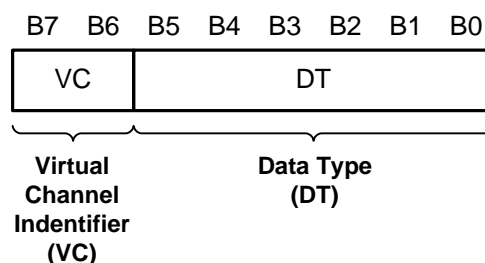 B7 B6 B5 B4 B3 B2 B1 B0
VC DT
Virtual
Channel
Indentifier
(VC)
Data Type
(DT)